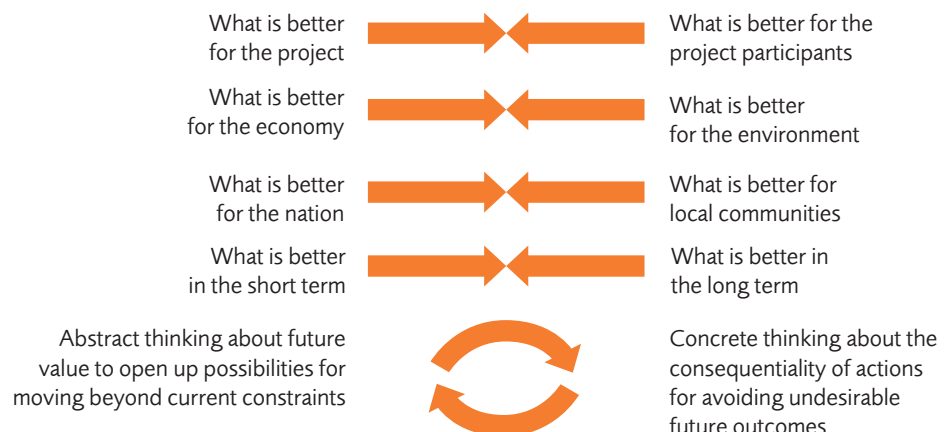 What is better
for the project
What is better for the
project participants
What is better
for the economy
What is better
for the environment
What is better
for the nation
What is better for
local communities
What is better
in the short term
What is better in
the long term
Abstract thinking about future
value to open up possibilities for
moving beyond current constraints
Concrete thinking about the
consequentiality of actions
for avoiding undesirable
future outcomes